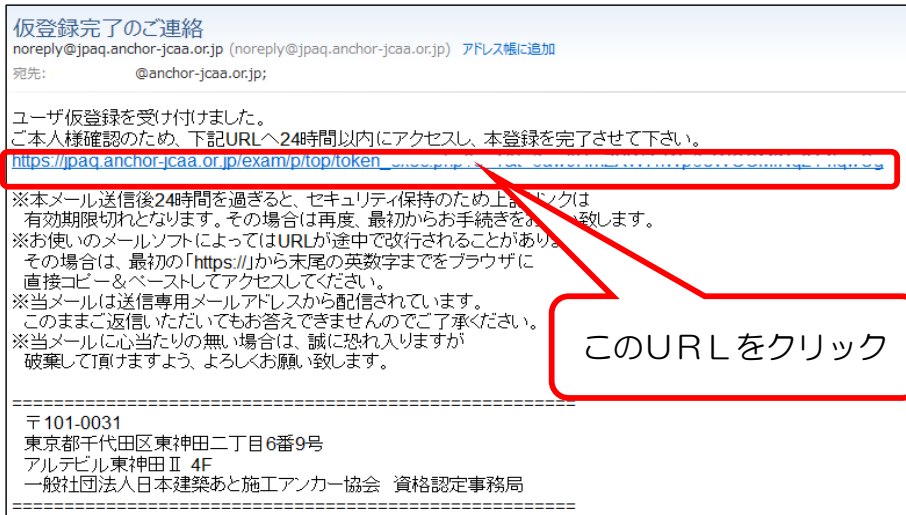 仮登録完了のご連絡
noreply@jpaq.anchor-jcaa.or.jp (noreply@jpaq.anchor-jcaa.or.jp) アドレス帳に追加
宛先: @anchor-jcaa.or.jp;
ユーザ仮登録を受け付けました。
ご本人様確認のため、下記URLへ24時間以内にアクセスし、本登録を完了させて下さい。
https://jpaq.anchor-jcaa.or.jp/exam/p/top/token_
※本メール送信後24時間を過ぎると、セキュリティ保持のため上記リンクは
有効期限切れとなります。その場合は再度、最初からお手続きをお願い致します。
※お使いのメールソフトによってはURLが途中で改行されることがあり
その場合は、最初の「https://」から末尾の英数字までをブラウザに
直接コピー＆ペーストしてアクセスしてください。
※当メールは送信専用メールアドレスから配信されています。
このままご返信いただいてもお答えできませんのでご了承ください。
※当メールに心当たりの無い場合は、誠に恐れ入りますが
破棄して頂けますよう、よろしくお願い致します。
このＵＲＬをクリック
======================================================
〒101-0031
東京都千代田区東神田二丁目6番9号
アルテビル東神田Ⅱ 4F
一般社団法人日本建築あと施工アンカー協会 資格認定事務局
======================================================